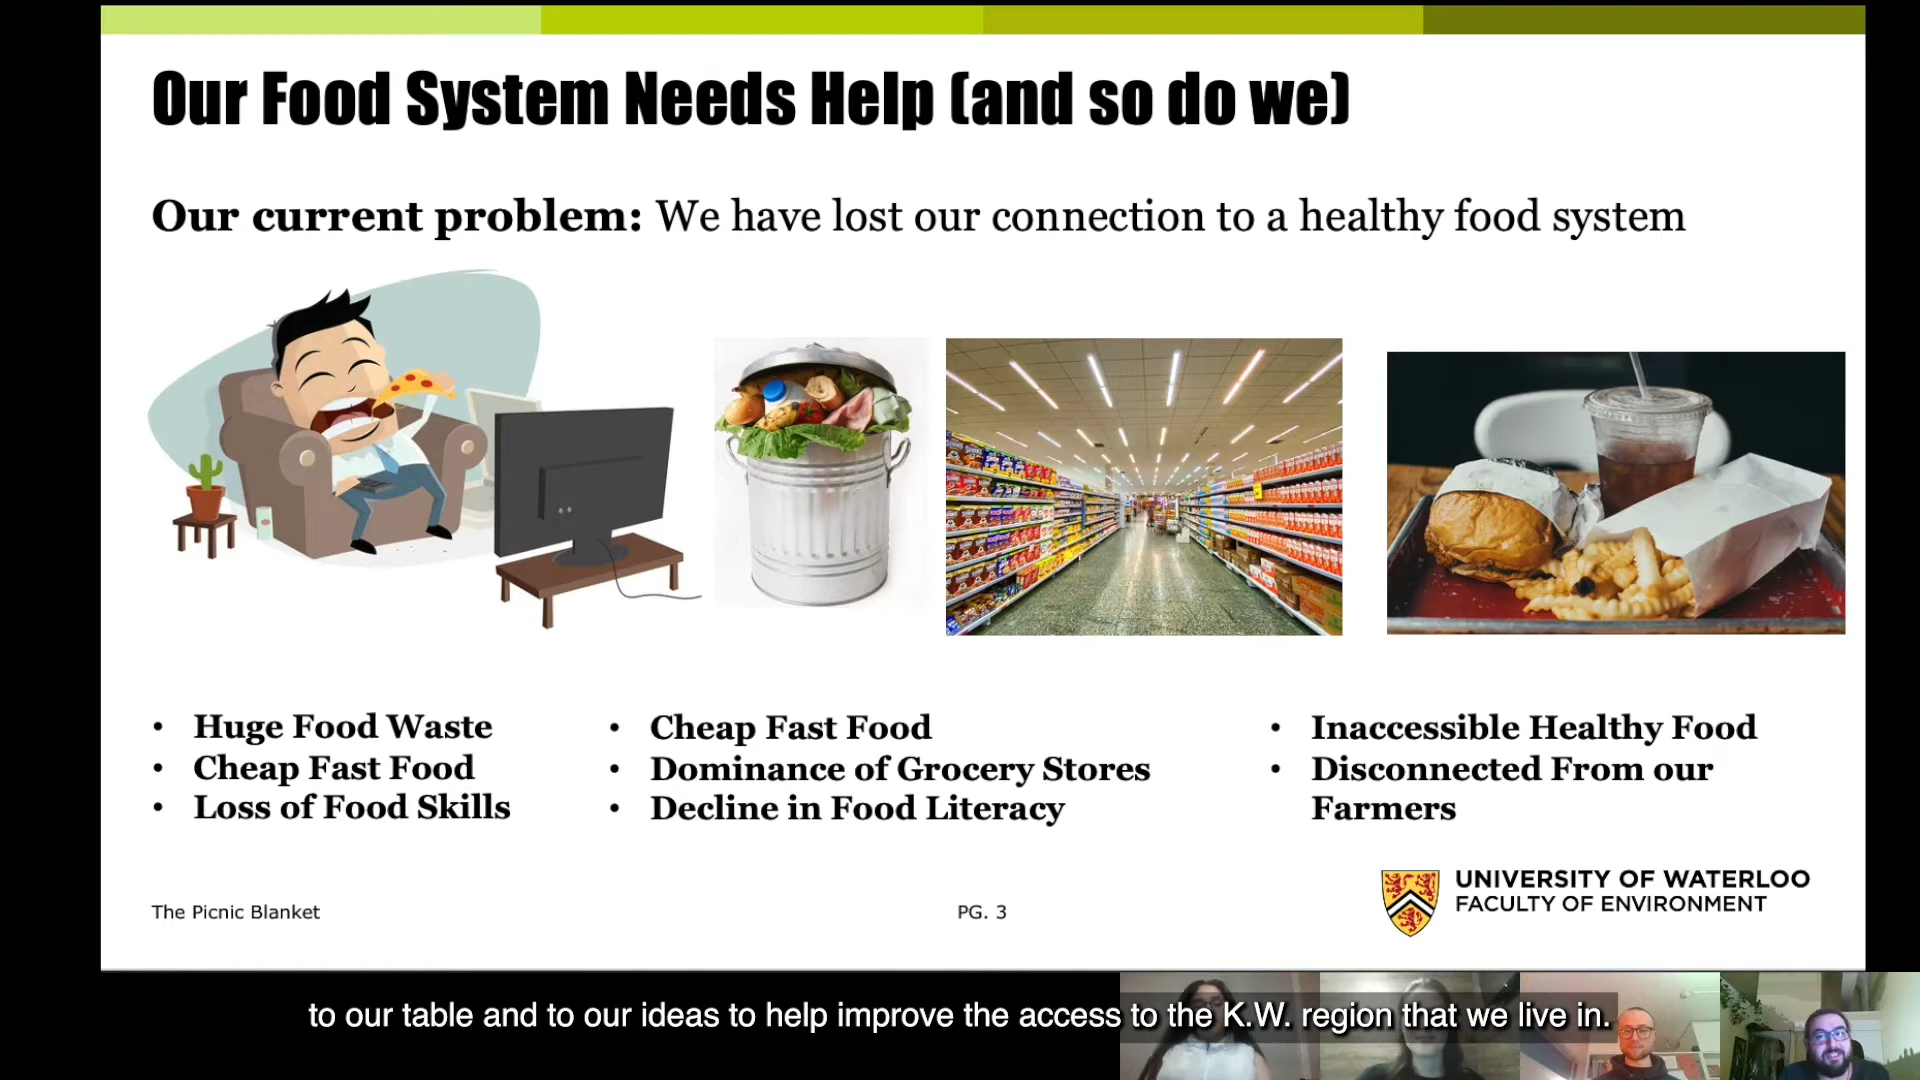 Our Food System Needs Help (and so do we)
Our current problem: We have lost our connection to a healthy food system
• Huge Food Waste
• Cheap Fast Food
• Loss of Food Skills
• Cheap Fast Food
• Dominance of Grocery Stores
• Decline in Food Literacy
• Inaccessible Healthy Food
• Disconnected From our
Farmers
The Picnic Blanket
PG. 3
UNIVERSITY OF WATERLOO
FACULTY OF ENVIRONMENT
to our table and to our ideas to help improve the access to the K.W. region that we live in.